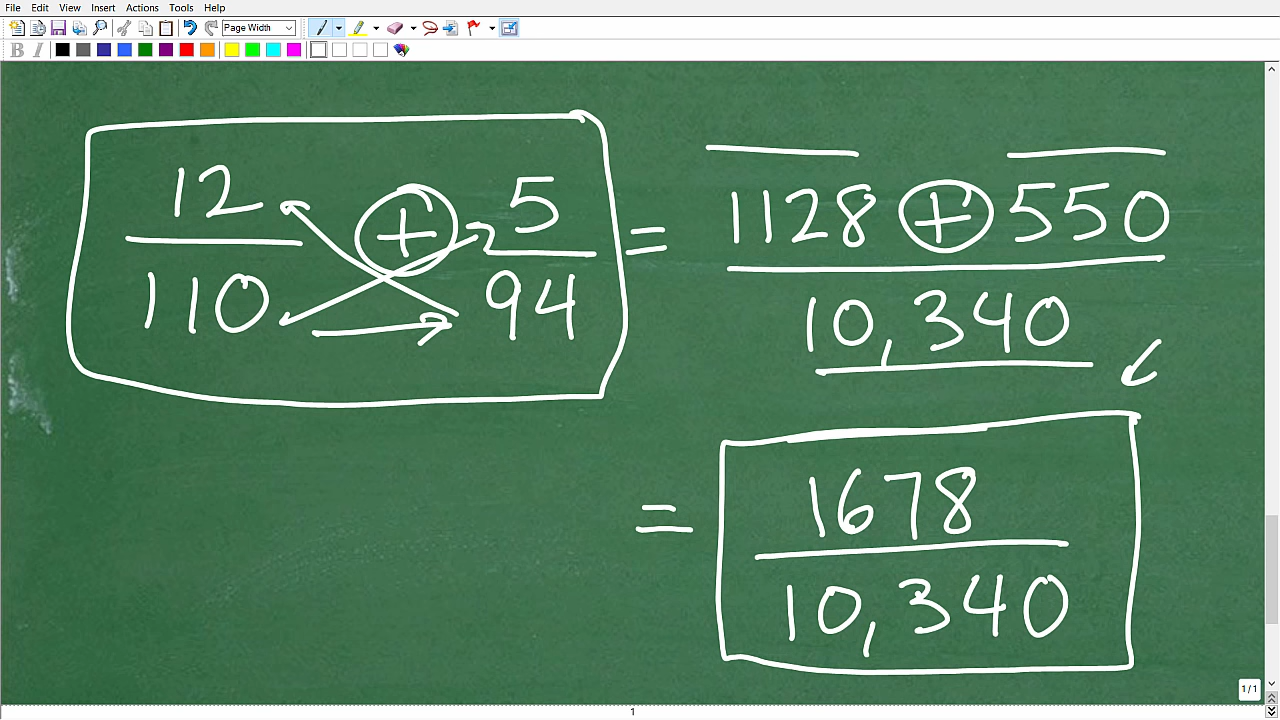 File Edit View Insert Actions Tools Help
Page Width
B I
12/110 + 5/94 = 1128 + 550/10,340
= 1678/10,340
1/1
1